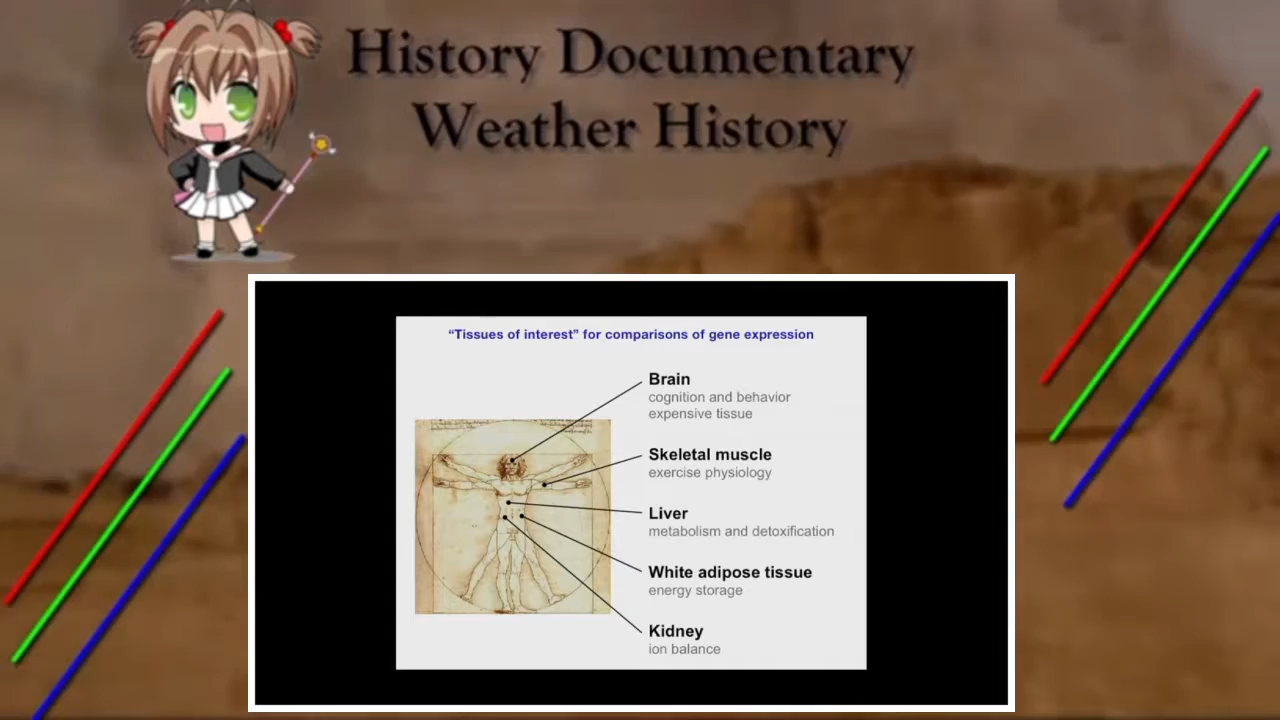 History Documentary
Weather History
“Tissues of interest” for comparisons of gene expression
Brain
cognition and behavior
expensive tissue
Skeletal muscle
exercise physiology
Liver
metabolism and detoxification
White adipose tissue
energy storage
Kidney
ion balance